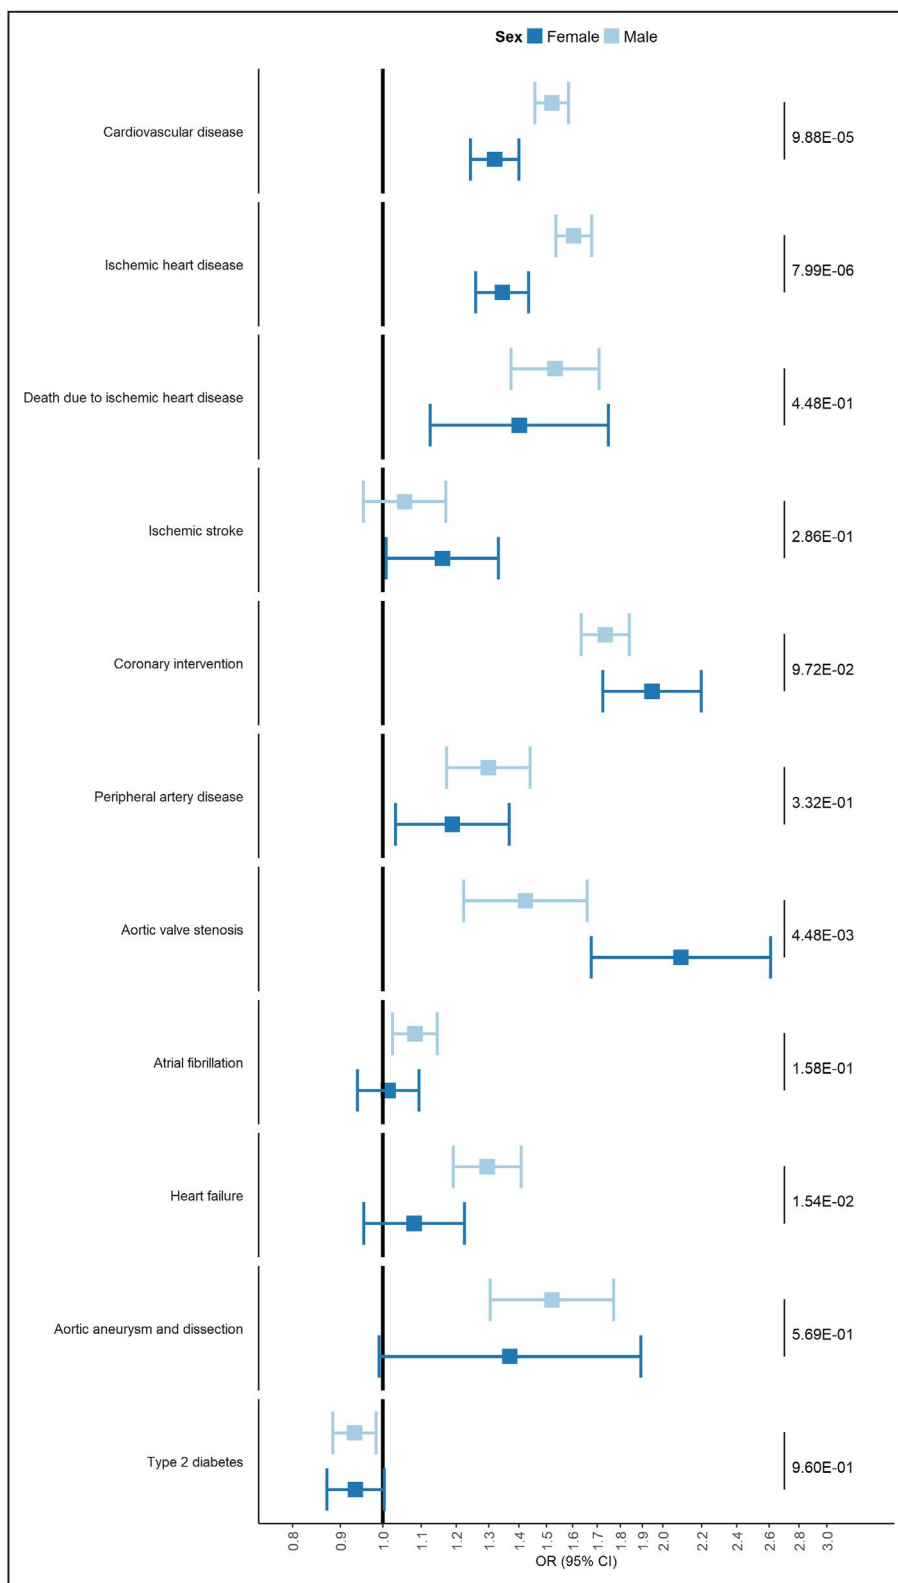 Sex Female Male
Cardiovascular disease 9.88E-05
Ischemic heart disease 7.99E-06
Death due to ischemic heart disease 4.48E-01
Ischemic stroke 2.86E-01
Coronary intervention 9.72E-02
Peripheral artery disease 3.32E-01
Aortic valve stenosis 4.48E-03
Atrial fibrillation 1.58E-01
Heart failure 1.54E-02
Aortic aneurysm and dissection 5.69E-01
Type 2 diabetes 9.60E-01
0.8 0.9 1.0 1.1 1.2 1.3 1.4 1.5 1.6 1.7 1.8 1.9 2.0 2.2 2.4 2.6 2.8 3.0
OR (95% CI)